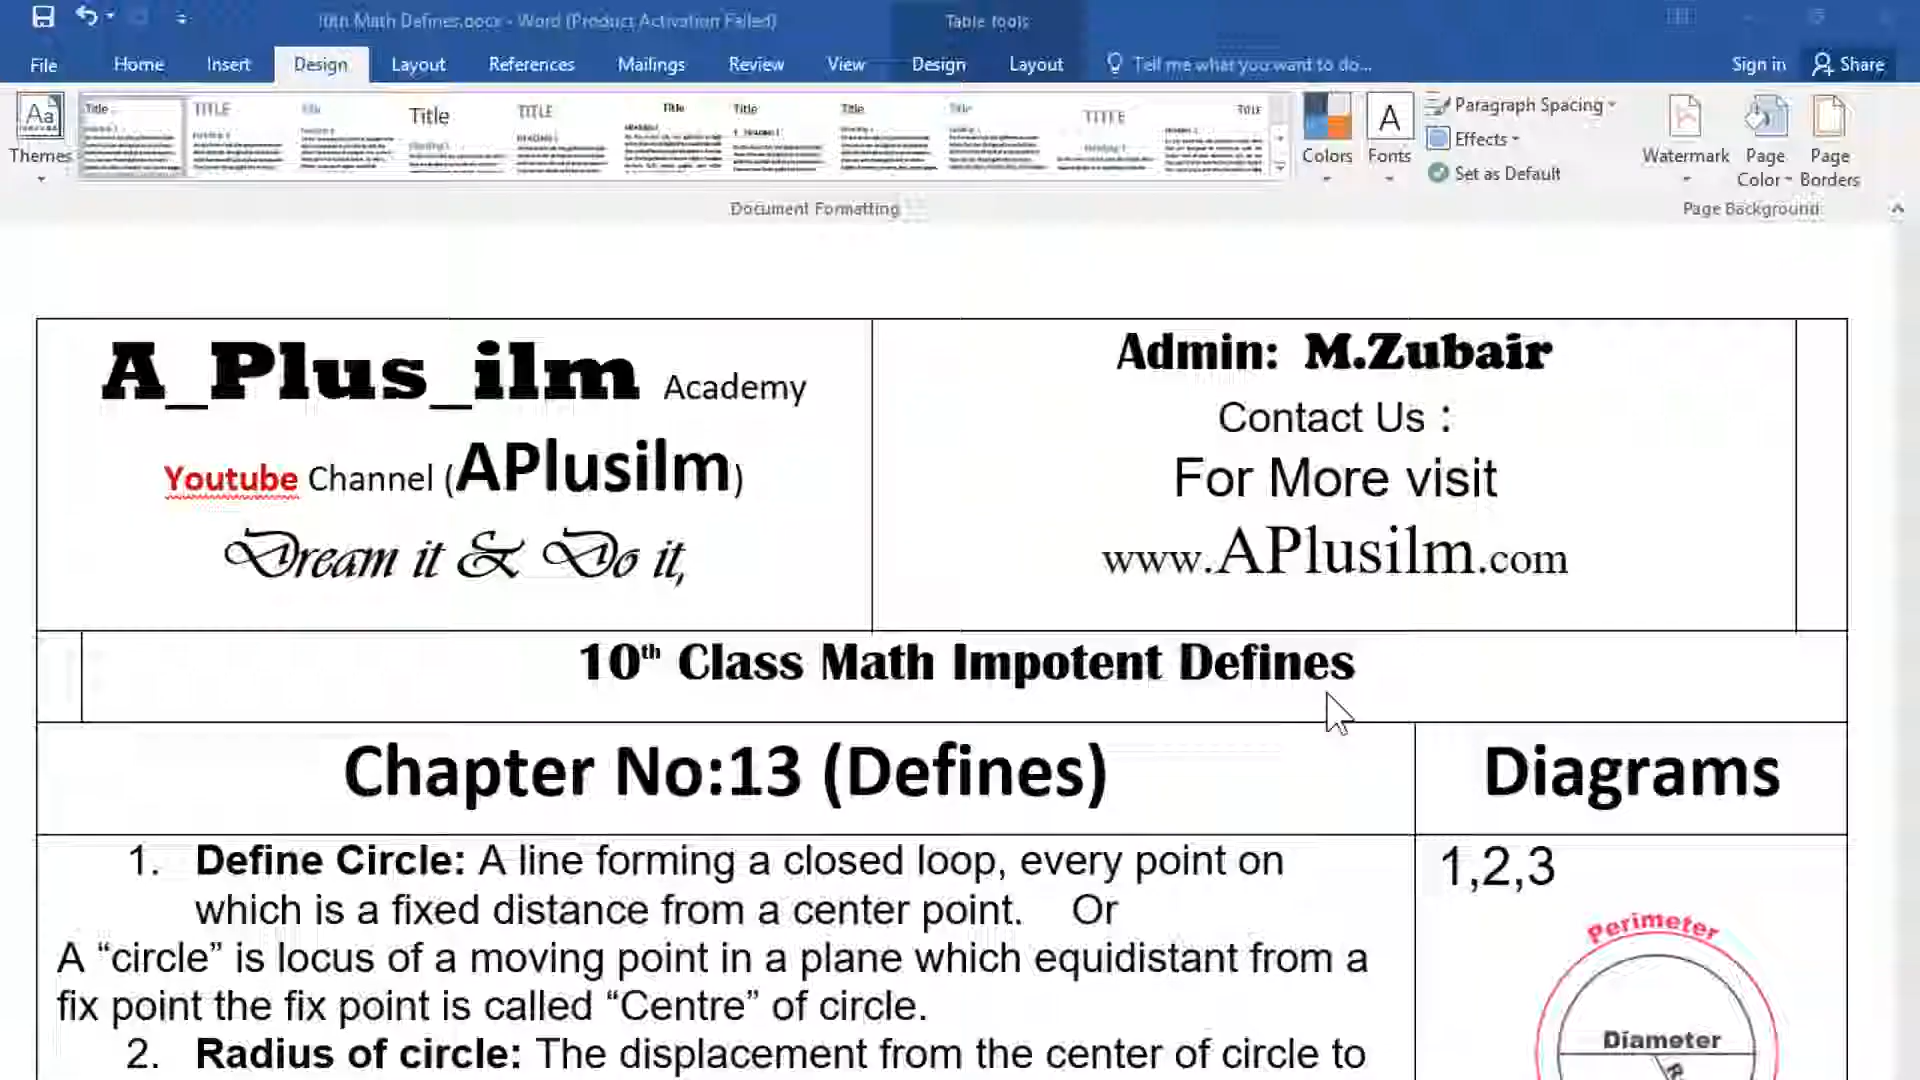 10th Math Defines.docx - Word (Product Activation Failed)
Table Tools
File
Home
Insert
Design
Layout
References
Mailings
Review
View
Design
Layout
Tell me what you want to do...
Sign in
Share
Themes
Title
TITLE
Title
Title
TITLE
Title
Title
Title
Title
TITLE
TITLE
Colors
Fonts
Paragraph Spacing
Effects
Set as Default
Watermark
Page Color
Page Borders
Document Formatting
Page Background
A_Plus_ilm Academy
Youtube Channel (APlusilm)
Dream it & Do it,
Admin: M.Zubair
Contact Us :
For More visit
www.APlusilm.com
10th Class Math Impotent Defines
Chapter No:13 (Defines)
Diagrams
1. Define Circle: A line forming a closed loop, every point on
which is a fixed distance from a center point. Or
A “circle” is locus of a moving point in a plane which equidistant from a
fix point the fix point is called “Centre” of circle.
2. Radius of circle: The displacement from the center of circle to
1,2,3
Perimeter
Diameter